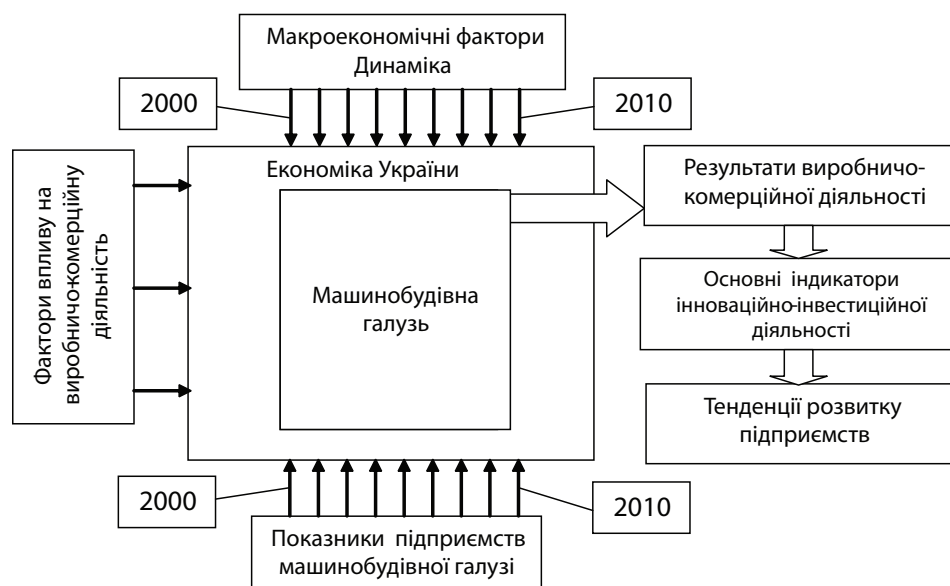 Макроекономічні фактори
Динаміка
2000
2010
Фактори впливу на
виробничо-комерційну
діяльність
Економіка України
Машинобудівна
галузь
Результати виробничо-
комерційної діяльності
Основні індикатори
інноваційно-інвестиційної
діяльності
Тенденції розвитку
підприємств
2000
2010
Показники підприємств
машинобудівної галузі